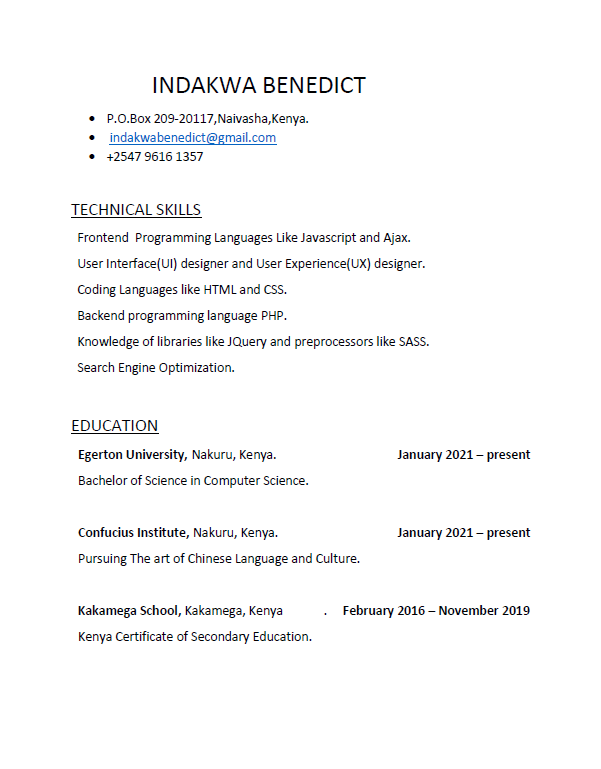 INDAKWA BENEDICT
• P.O.Box 209-20117,Naivasha,Kenya.
• indakwabenedict@gmail.com
• +2547 9616 1357
TECHNICAL SKILLS
Frontend  Programming Languages Like Javascript and Ajax.
User Interface(UI) designer and User Experience(UX) designer.
Coding Languages like HTML and CSS.
Backend programming language PHP.
Knowledge of libraries like JQuery and preprocessors like SASS.
Search Engine Optimization.
EDUCATION
Egerton University, Nakuru, Kenya. January 2021 – present
Bachelor of Science in Computer Science.
Confucius Institute, Nakuru, Kenya. January 2021 – present
Pursuing The art of Chinese Language and Culture.
Kakamega School, Kakamega, Kenya . February 2016 – November 2019
Kenya Certificate of Secondary Education.